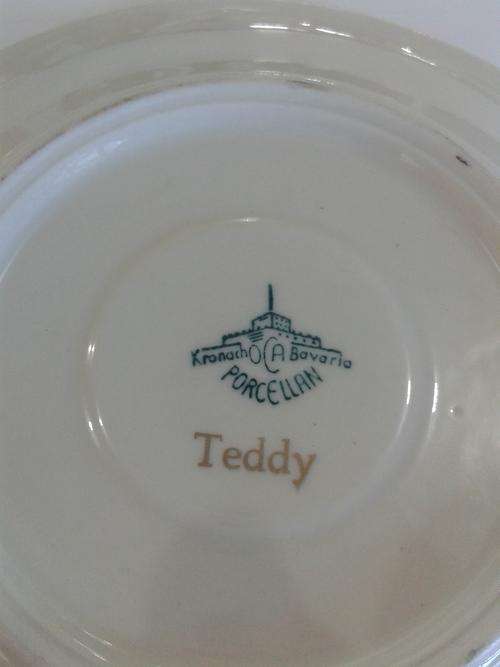 Kronach OCA Bavaria
PORCELLAN
Teddy